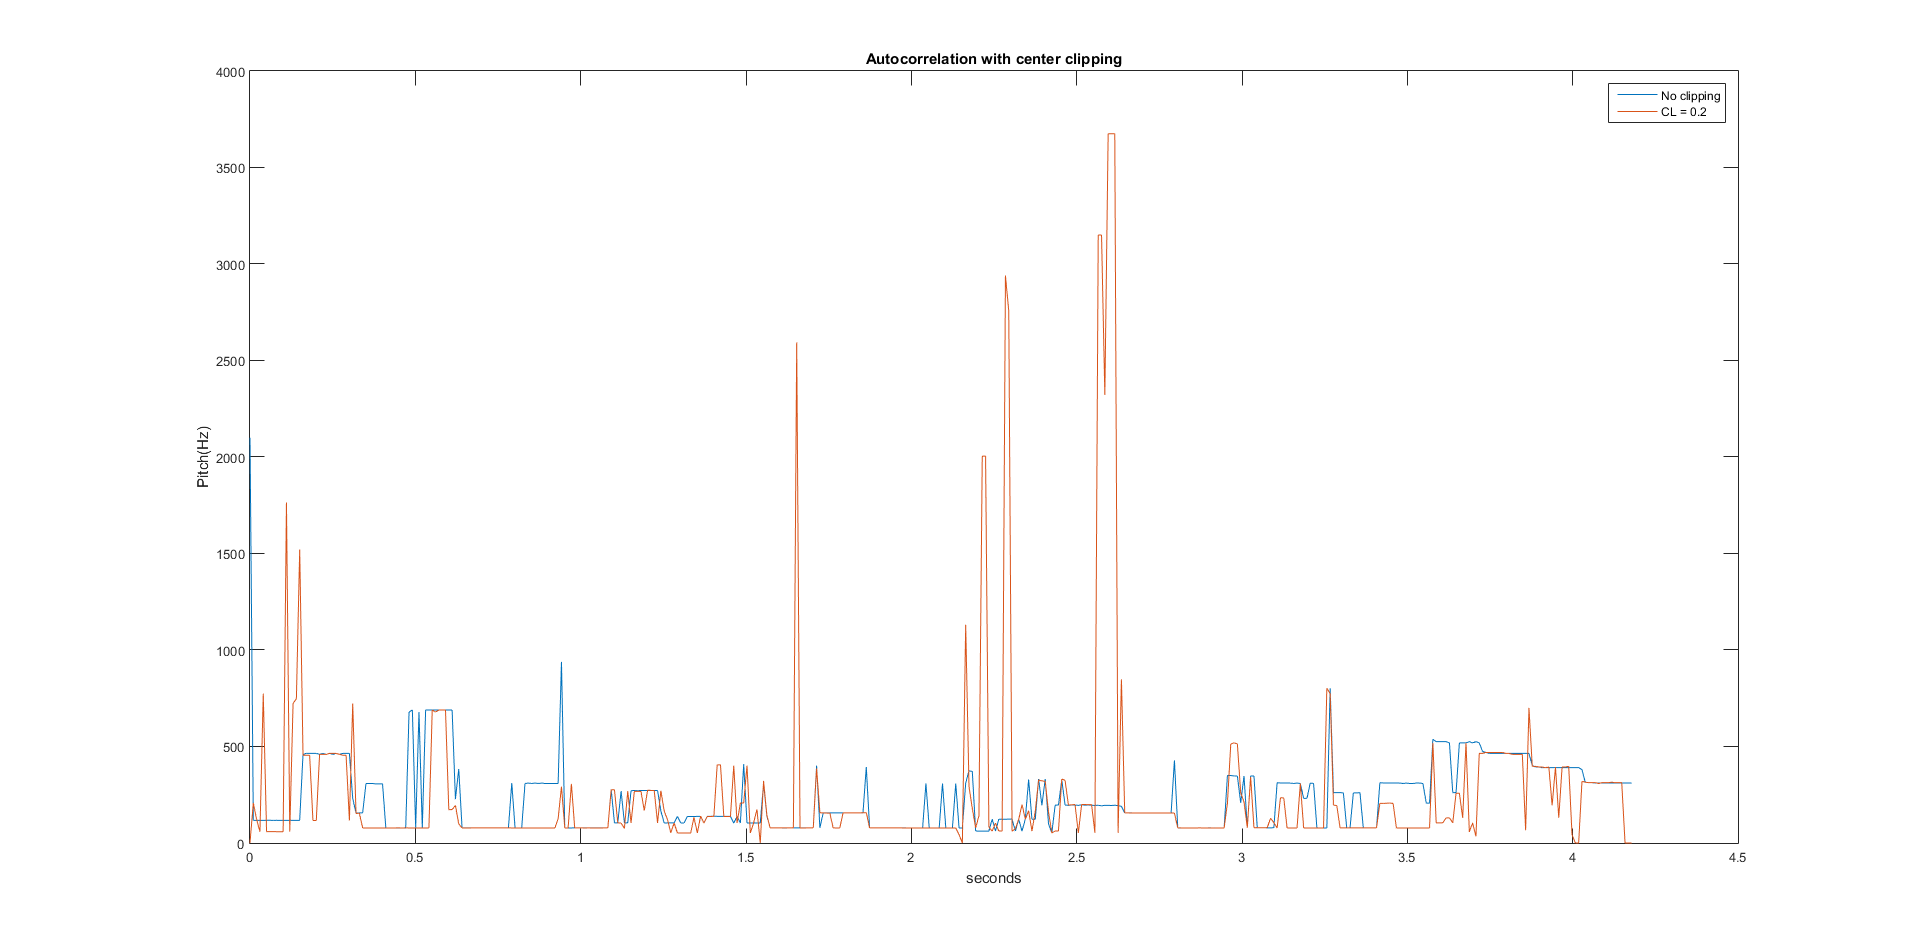 Autocorrelation with center clipping
No clipping
CL = 0.2
Pitch(Hz)
4000
3500
3000
2500
2000
1500
1000
500
0
0 0.5 1 1.5 2 2.5 3 3.5 4 4.5
seconds